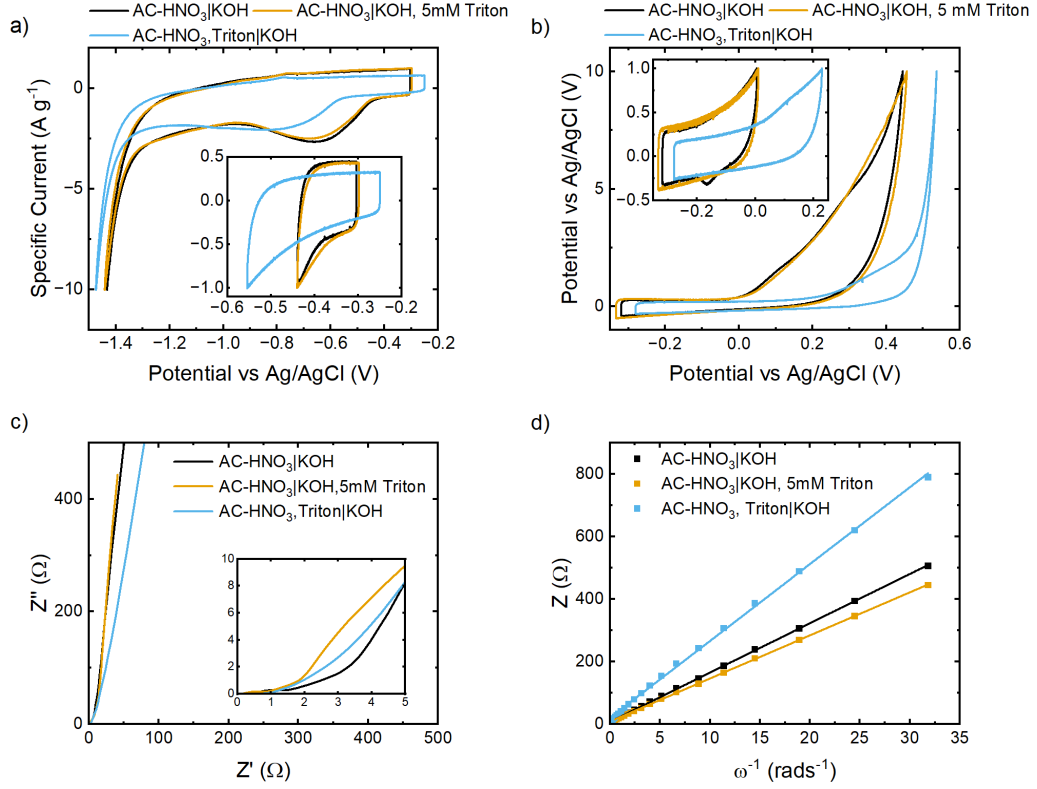 a)
AC-HNO₃|KOH
AC-HNO₃|KOH, 5mM Triton
AC-HNO₃,Triton|KOH
Specific Current (A g⁻¹)
0
−5
−10
−1.4
−1.2
−1.0
−0.8
−0.6
−0.4
−0.2
Potential vs Ag/AgCl (V)
0.5
0.0
−0.5
−1.0
−0.6
−0.5
−0.4
−0.3
−0.2
b)
AC-HNO₃|KOH
AC-HNO₃|KOH, 5 mM Triton
AC-HNO₃,Triton|KOH
Potential vs Ag/AgCl (V)
10
5
0
−0.2
0.0
0.2
0.4
0.6
Potential vs Ag/AgCl (V)
1.0
0.5
0.0
−0.5
−0.2
0.0
0.2
c)
AC-HNO₃|KOH
AC-HNO₃|KOH,5mM Triton
AC-HNO₃,Triton|KOH
Z'' (Ω)
400
200
0
0
100
200
300
400
500
Z' (Ω)
10
8
6
4
2
0
0
1
2
3
4
5
d)
AC-HNO₃|KOH
AC-HNO₃|KOH, 5mM Triton
AC-HNO₃, Triton|KOH
Z (Ω)
800
600
400
200
0
0
5
10
15
20
25
30
35
ω⁻¹ (rads⁻¹)